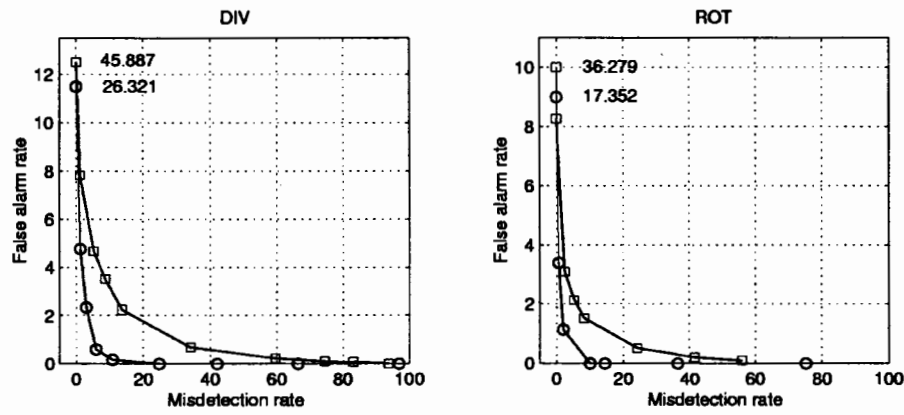 DIV
45.887
26.321
12
10
8
6
4
2
0
0 20 40 60 80 100
False alarm rate
Misdetection rate
ROT
36.279
17.352
10
8
6
4
2
0
0 20 40 60 80 100
False alarm rate
Misdetection rate